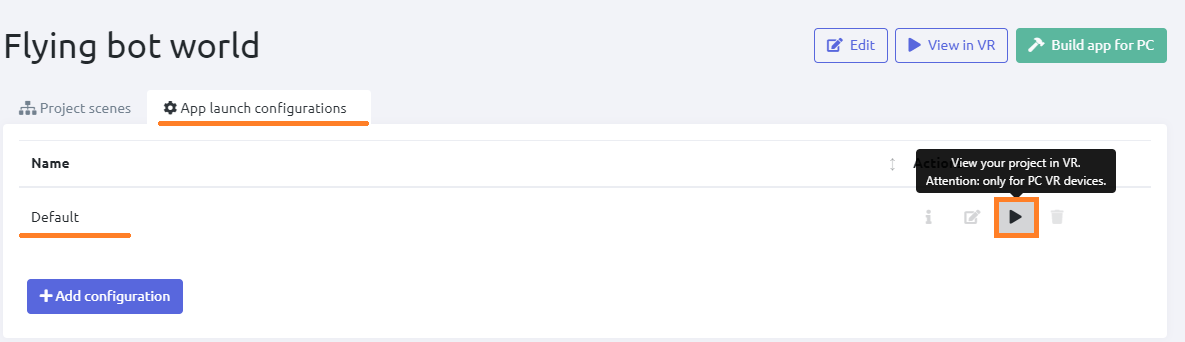 Flying bot world
Edit
View in VR
Build app for PC
Project scenes
App launch configurations
Name
View your project in VR.
Attention: only for PC VR devices.
Default
Add configuration